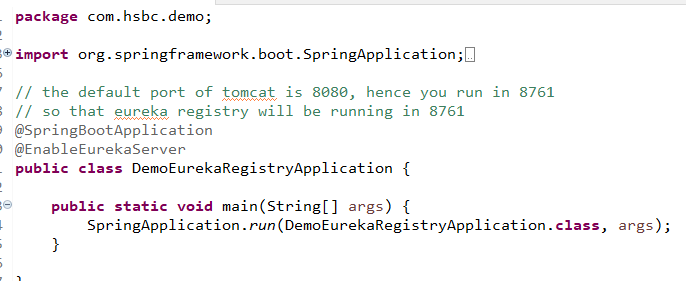 package com.hsbc.demo;
import org.springframework.boot.SpringApplication;
// the default port of tomcat is 8080, hence you run in 8761
// so that eureka registry will be running in 8761
@SpringBootApplication
@EnableEurekaServer
public class DemoEurekaRegistryApplication {
public static void main(String[] args) {
SpringApplication.run(DemoEurekaRegistryApplication.class, args);
}